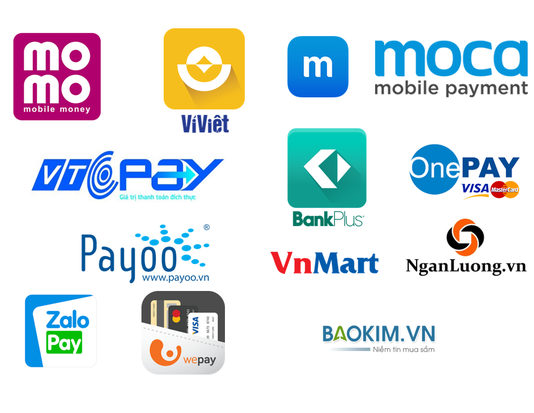 mo
mo
mobile money
ViViệt
m
moca
mobile payment
VTCPAY
Giá trị thanh toán đích thực
BankPlus
OnePAY
VISA
MasterCard
Payoo®
www.payoo.vn
VnMart
NganLuong.vn
Zalo
Pay
VISA
wepay
BAOKIM.VN
Niềm tin mua sắm